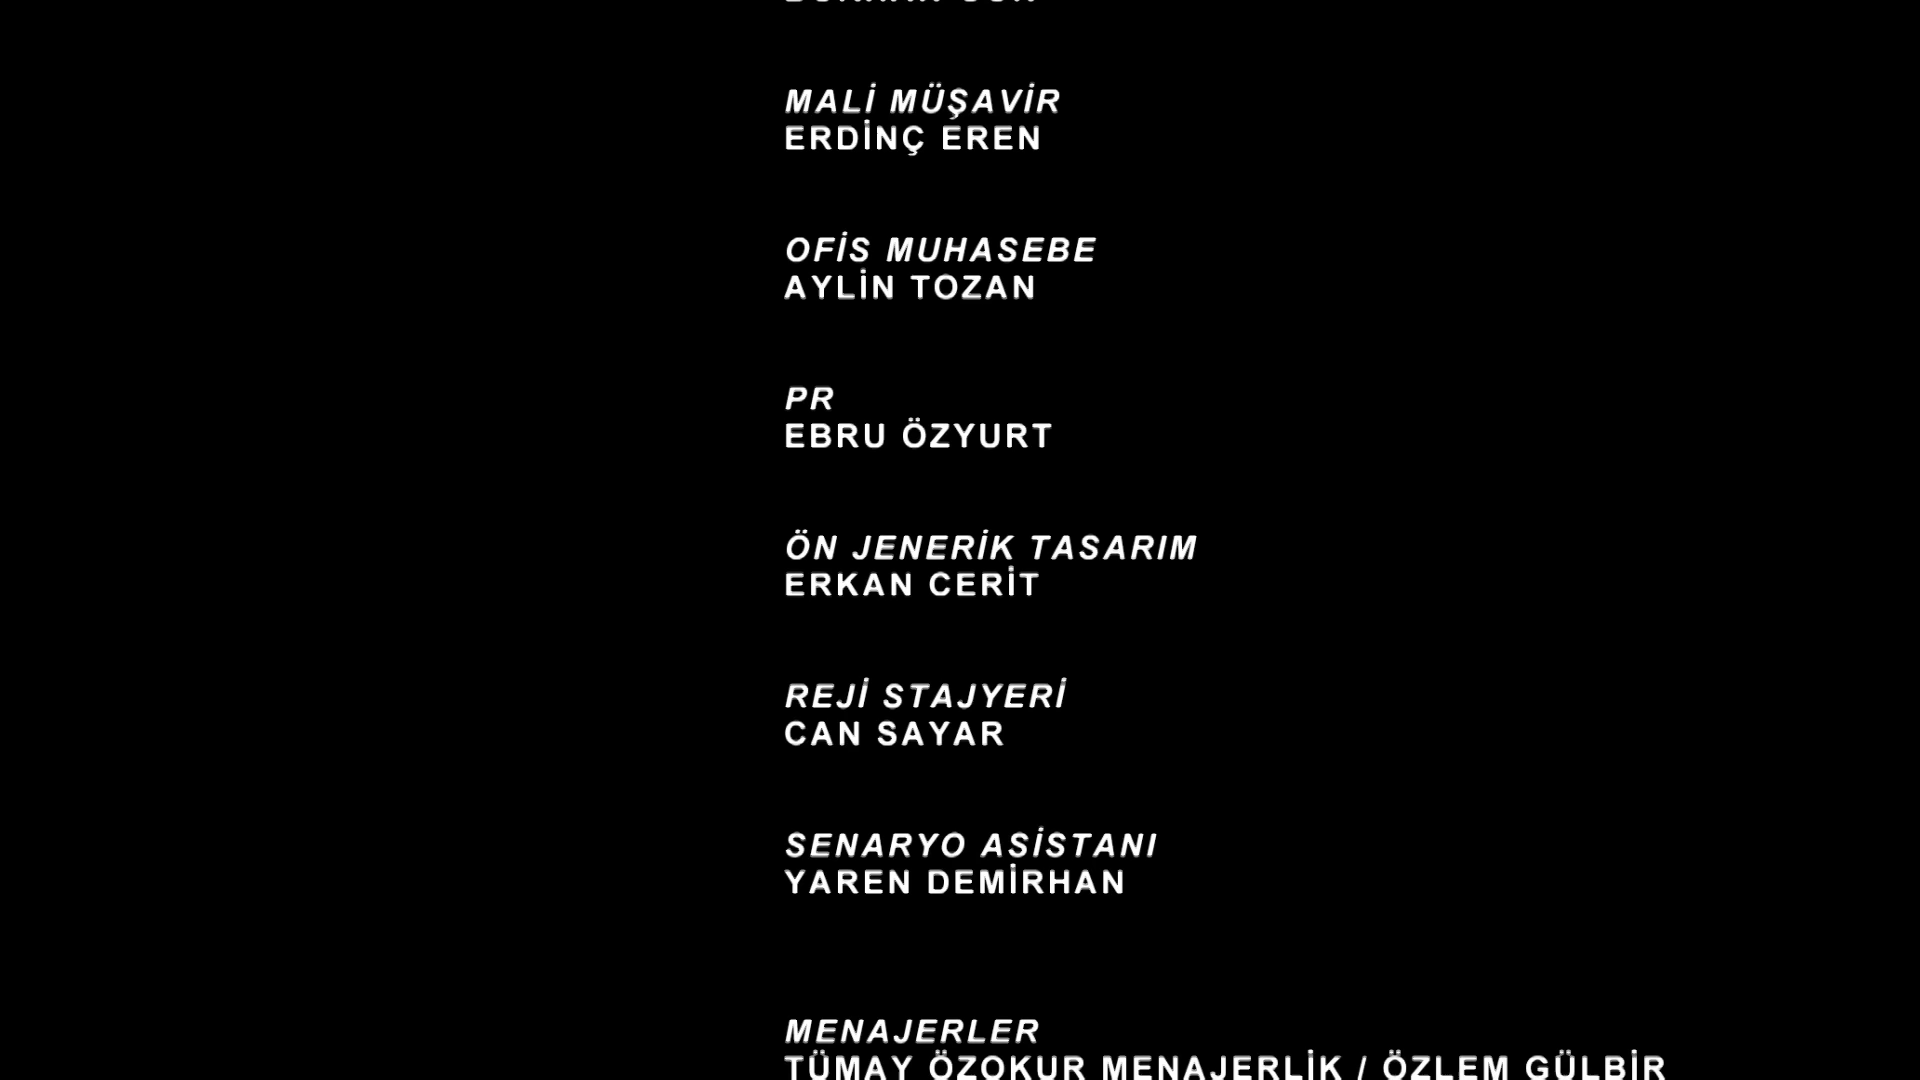 MALİ MÜŞAVİR
ERDİNÇ EREN
OFİS MUHASEBE
AYLİN TOZAN
PR
EBRU ÖZYURT
ÖN JENERİK TASARIM
ERKAN CERİT
REJİ STAJYERİ
CAN SAYAR
SENARYO ASİSTANI
YAREN DEMİRHAN
MENAJERLER
TÜMAY ÖZOKUR MENAJERLİK / ÖZLEM GÜLBİR